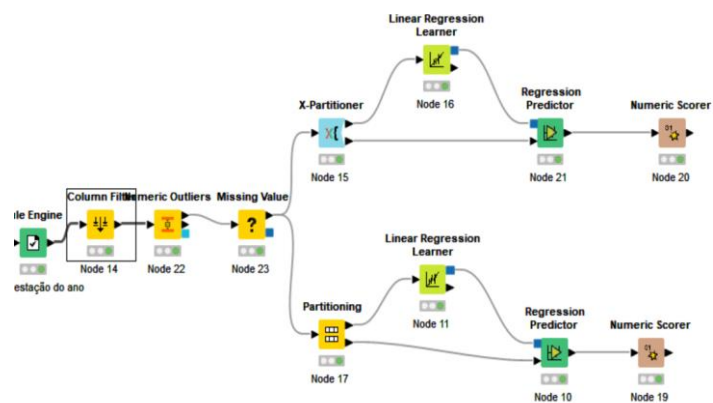 Linear Regression
Learner
Node 16
X-Partitioner
Node 15
Regression
Predictor
Node 21
Numeric Scorer
Node 20
le Engine
estação do ano
Column Filte
Node 14
umeric Outliers
Node 22
Missing Value
?
Node 23
Linear Regression
Learner
Node 11
Partitioning
Node 17
Regression
Predictor
Node 10
Numeric Scorer
Node 19